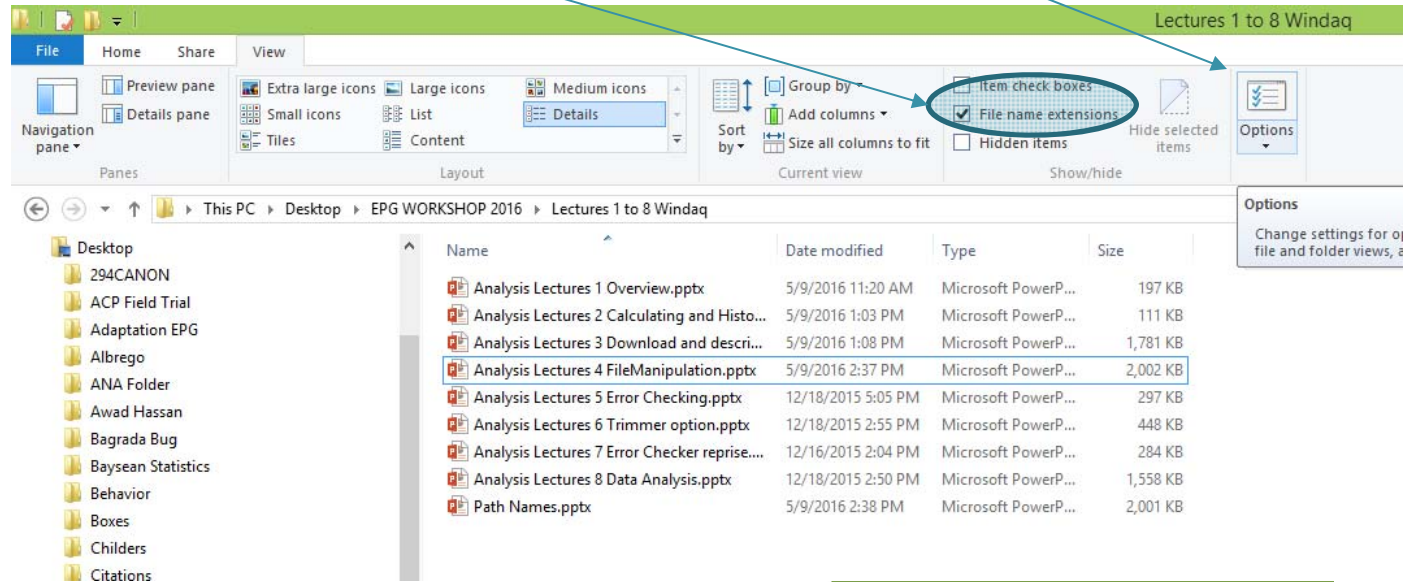 Lectures 1 to 8 Windaq
File Home Share View
Navigation pane
Preview pane
Details pane
Panes
Extra large icons Large icons Medium icons
Small icons List Details
Tiles Content
Layout
Sort by
Group by
Add columns
Size all columns to fit
Current view
Item check boxes
File name extensions
Hidden items
Hide selected items
Show/hide
Options
This PC Desktop EPG WORKSHOP 2016 Lectures 1 to 8 Windaq
Options
Change settings for op
file and folder views, a
Desktop
294CANON
ACP Field Trial
Adaptation EPG
Albrego
ANA Folder
Awad Hassan
Bagrada Bug
Baysean Statistics
Behavior
Boxes
Childers
Citations
Name Date modified Type Size
Analysis Lectures 1 Overview.pptx 5/9/2016 11:20 AM Microsoft PowerP... 197 KB
Analysis Lectures 2 Calculating and Histo... 5/9/2016 1:03 PM Microsoft PowerP... 111 KB
Analysis Lectures 3 Download and descri... 5/9/2016 1:08 PM Microsoft PowerP... 1,781 KB
Analysis Lectures 4 FileManipulation.pptx 5/9/2016 2:37 PM Microsoft PowerP... 2,002 KB
Analysis Lectures 5 Error Checking.pptx 12/18/2015 5:05 PM Microsoft PowerP... 297 KB
Analysis Lectures 6 Trimmer option.pptx 12/18/2015 2:55 PM Microsoft PowerP... 448 KB
Analysis Lectures 7 Error Checker reprise.... 12/16/2015 2:04 PM Microsoft PowerP... 284 KB
Analysis Lectures 8 Data Analysis.pptx 12/18/2015 2:50 PM Microsoft PowerP... 1,558 KB
Path Names.pptx 5/9/2016 2:38 PM Microsoft PowerP... 2,001 KB